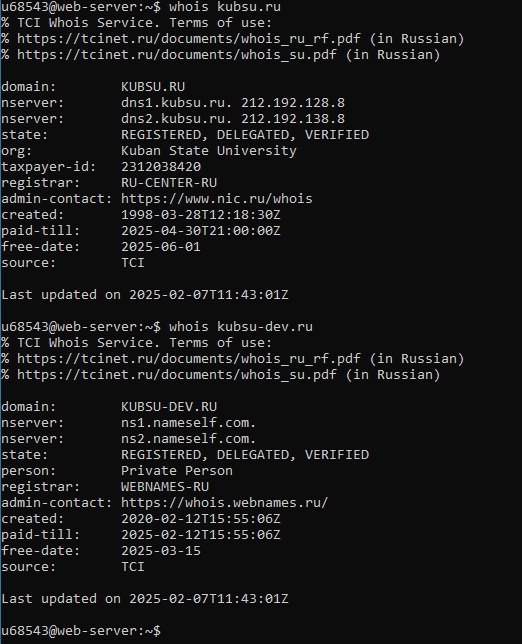 u68543@web-server:~$ whois kubsu.ru
% TCI Whois Service. Terms of use:
% https://tcinet.ru/documents/whois_ru_rf.pdf (in Russian)
% https://tcinet.ru/documents/whois_su.pdf (in Russian)

domain:        KUBSU.RU
nserver:       dns1.kubsu.ru. 212.192.128.8
nserver:       dns2.kubsu.ru. 212.192.138.8
state:         REGISTERED, DELEGATED, VERIFIED
org:           Kuban State University
taxpayer-id:   2312038420
registrar:     RU-CENTER-RU
admin-contact: https://www.nic.ru/whois
created:       1998-03-28T12:18:30Z
paid-till:     2025-04-30T21:00:00Z
free-date:     2025-06-01
source:        TCI

Last updated on 2025-02-07T11:43:01Z

u68543@web-server:~$ whois kubsu-dev.ru
% TCI Whois Service. Terms of use:
% https://tcinet.ru/documents/whois_ru_rf.pdf (in Russian)
% https://tcinet.ru/documents/whois_su.pdf (in Russian)

domain:        KUBSU-DEV.RU
nserver:       ns1.nameself.com.
nserver:       ns2.nameself.com.
state:         REGISTERED, DELEGATED, VERIFIED
person:        Private Person
registrar:     WEBNAMES-RU
admin-contact: https://whois.webnames.ru/
created:       2020-02-12T15:55:06Z
paid-till:     2025-02-12T15:55:06Z
free-date:     2025-03-15
source:        TCI

Last updated on 2025-02-07T11:43:01Z

u68543@web-server:~$